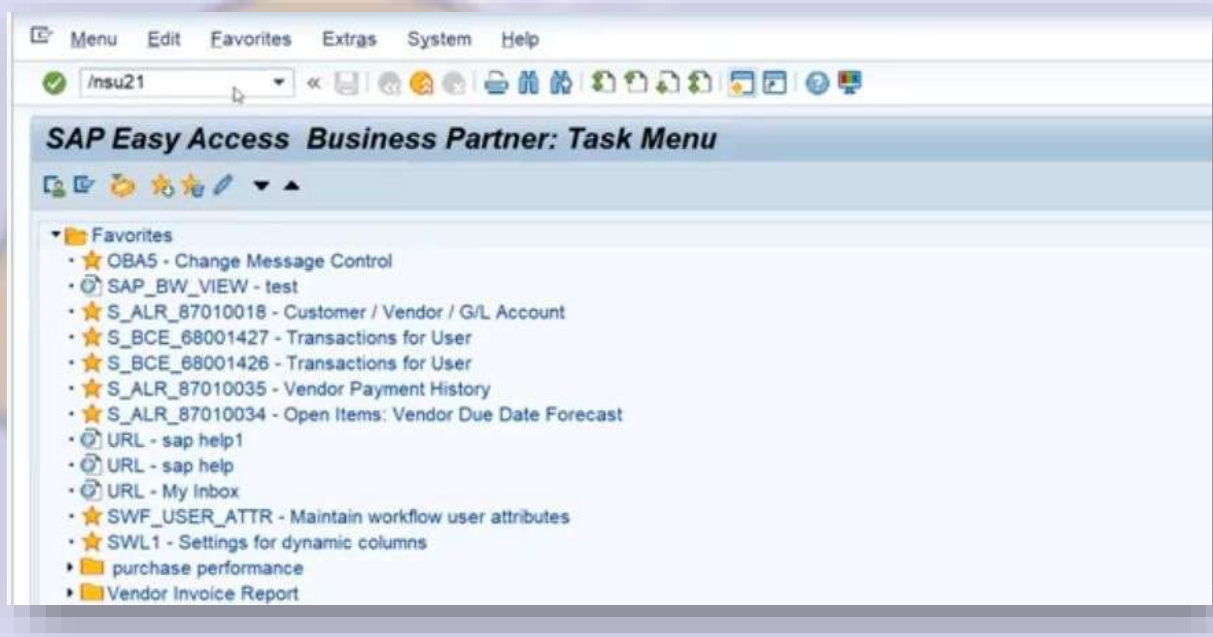 Menu Edit Favorites Extras System Help
/nsu21
SAP Easy Access Business Partner: Task Menu
Favorites
OBA5 - Change Message Control
SAP_BW_VIEW - test
S_ALR_87010018 - Customer / Vendor / G/L Account
S_BCE_68001427 - Transactions for User
S_BCE_68001426 - Transactions for User
S_ALR_87010035 - Vendor Payment History
S_ALR_87010034 - Open Items: Vendor Due Date Forecast
URL - sap help1
URL - sap help
URL - My Inbox
SWF_USER_ATTR - Maintain workflow user attributes
SWL1 - Settings for dynamic columns
purchase performance
Vendor Invoice Report